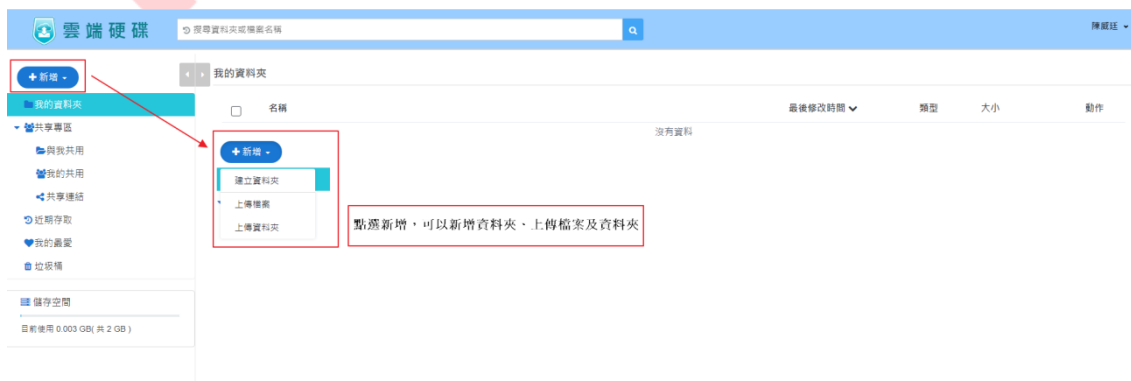 雲端硬碟
搜尋資料夾或檔案名稱
陳威廷
新增
我的資料夾
我的資料夾
名稱
最後修改時間
類型
大小
動作
沒有資料
共享專區
與我共用
我的共用
共享連結
近期存取
我的最愛
垃圾桶
儲存空間
目前使用 0.003 GB( 共 2 GB )
新增
建立資料夾
上傳檔案
上傳資料夾
點選新增，可以新增資料夾、上傳檔案及資料夾